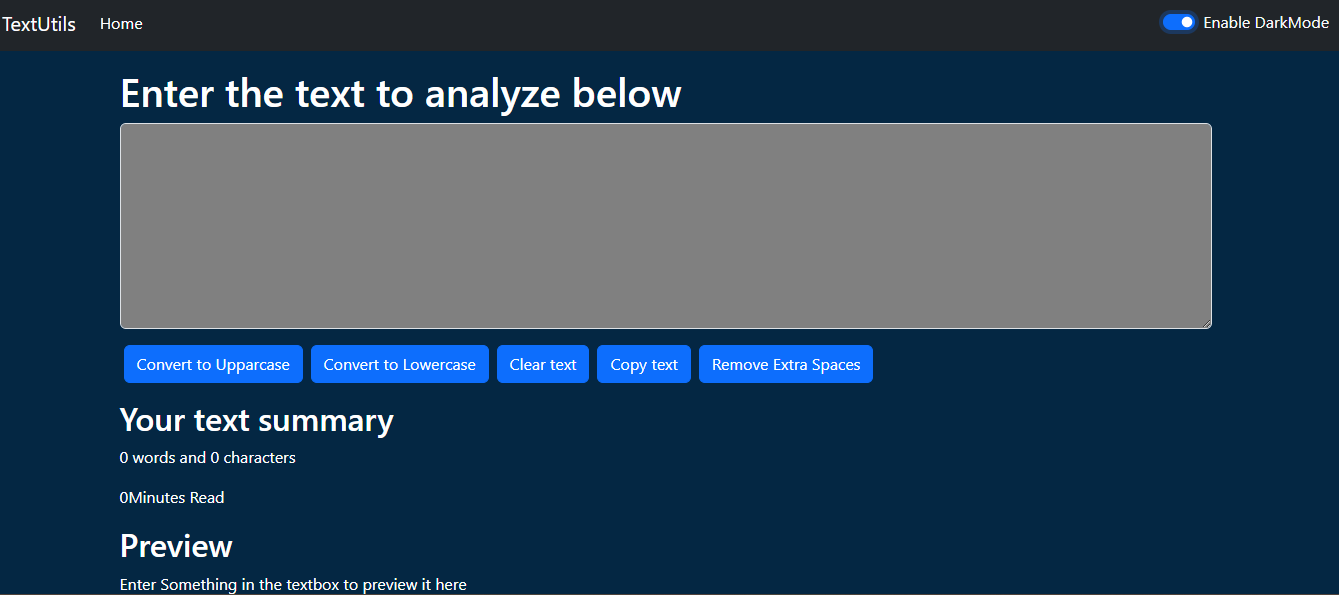 TextUtils Home Enable DarkMode
Enter the text to analyze below
Convert to Upparcase Convert to Lowercase Clear text Copy text Remove Extra Spaces
Your text summary
0 words and 0 characters
0Minutes Read
Preview
Enter Something in the textbox to preview it here